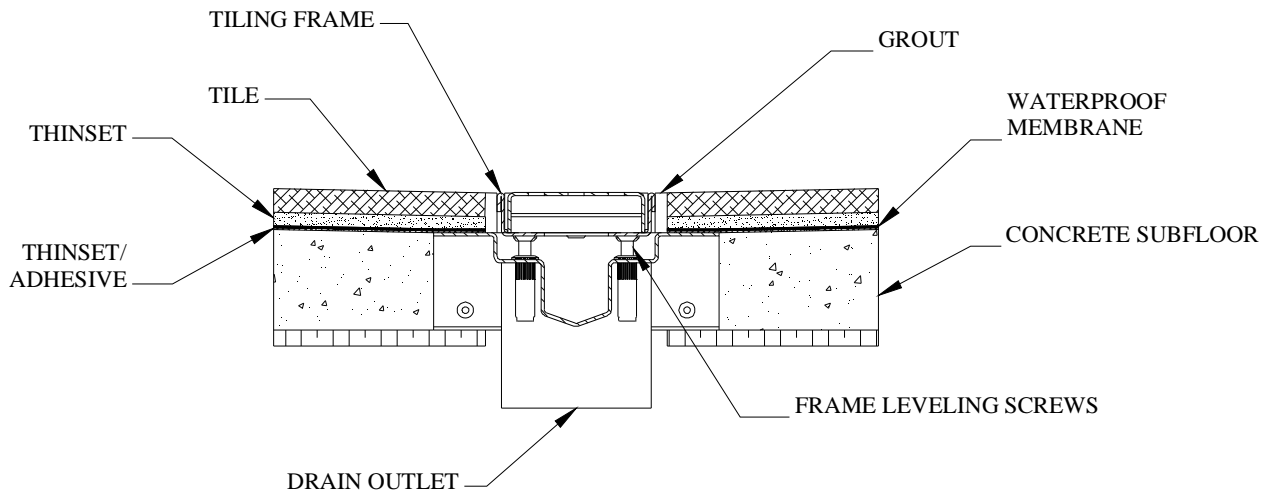 TILING FRAME
GROUT
TILE
WATERPROOF
MEMBRANE
THINSET
CONCRETE SUBFLOOR
THINSET/
ADHESIVE
FRAME LEVELING SCREWS
DRAIN OUTLET